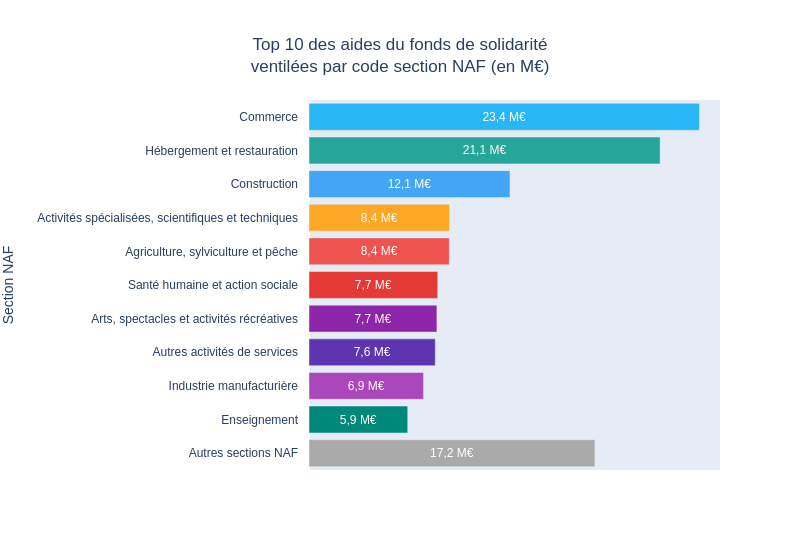 Top 10 des aides du fonds de solidarité
ventilées par code section NAF (en M€)
Section NAF
Commerce 23,4 M€
Hébergement et restauration 21,1 M€
Construction 12,1 M€
Activités spécialisées, scientifiques et techniques 8,4 M€
Agriculture, sylviculture et pêche 8,4 M€
Santé humaine et action sociale 7,7 M€
Arts, spectacles et activités récréatives 7,7 M€
Autres activités de services 7,6 M€
Industrie manufacturière 6,9 M€
Enseignement 5,9 M€
Autres sections NAF 17,2 M€